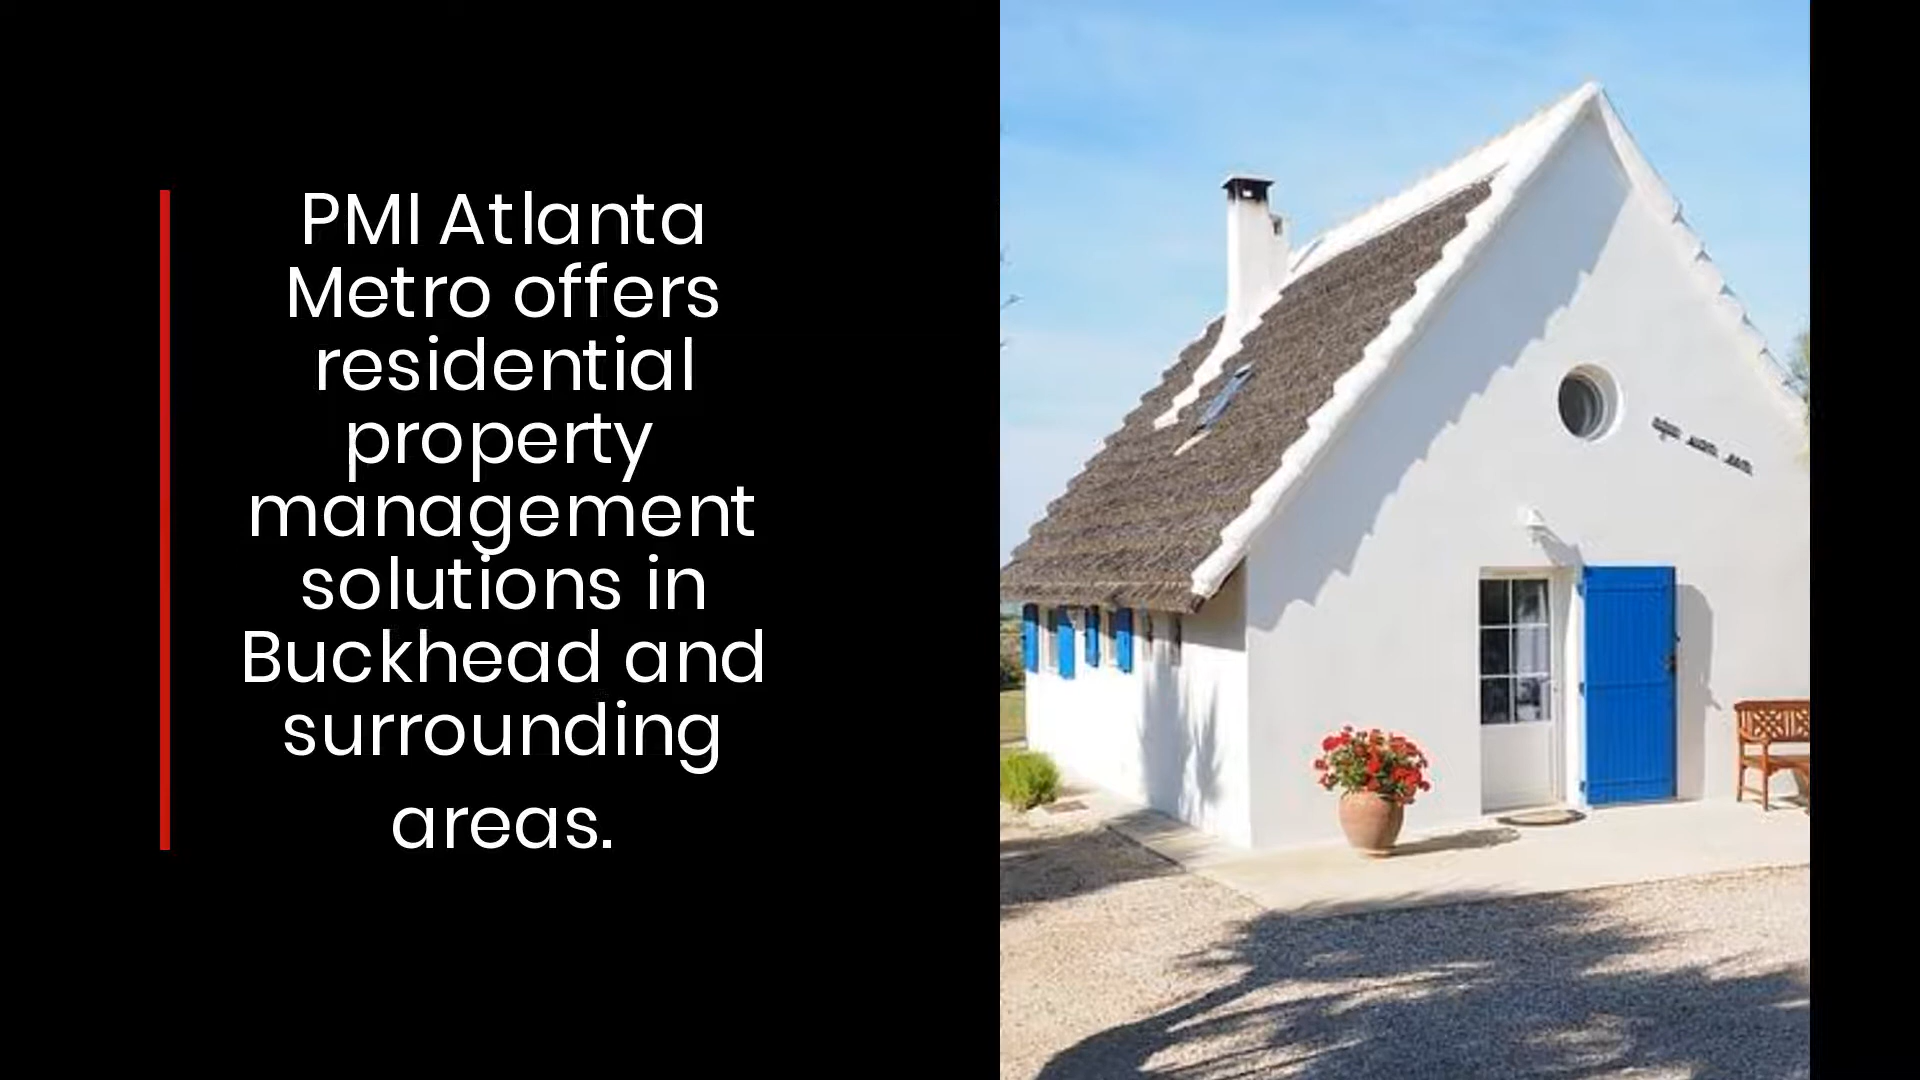 PMI Atlanta
Metro offers
residential
property
management
solutions in
Buckhead and
surrounding
areas.